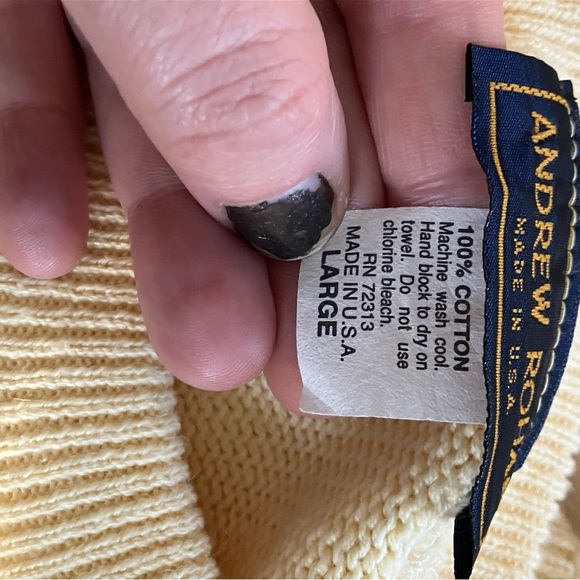 ANDREW
MADE IN U.S.A.
100% COTTON
Machine wash cool.
Hand block to dry on
towel. Do not use
chlorine bleach.
RN 72313
MADE IN U.S.A.
LARGE